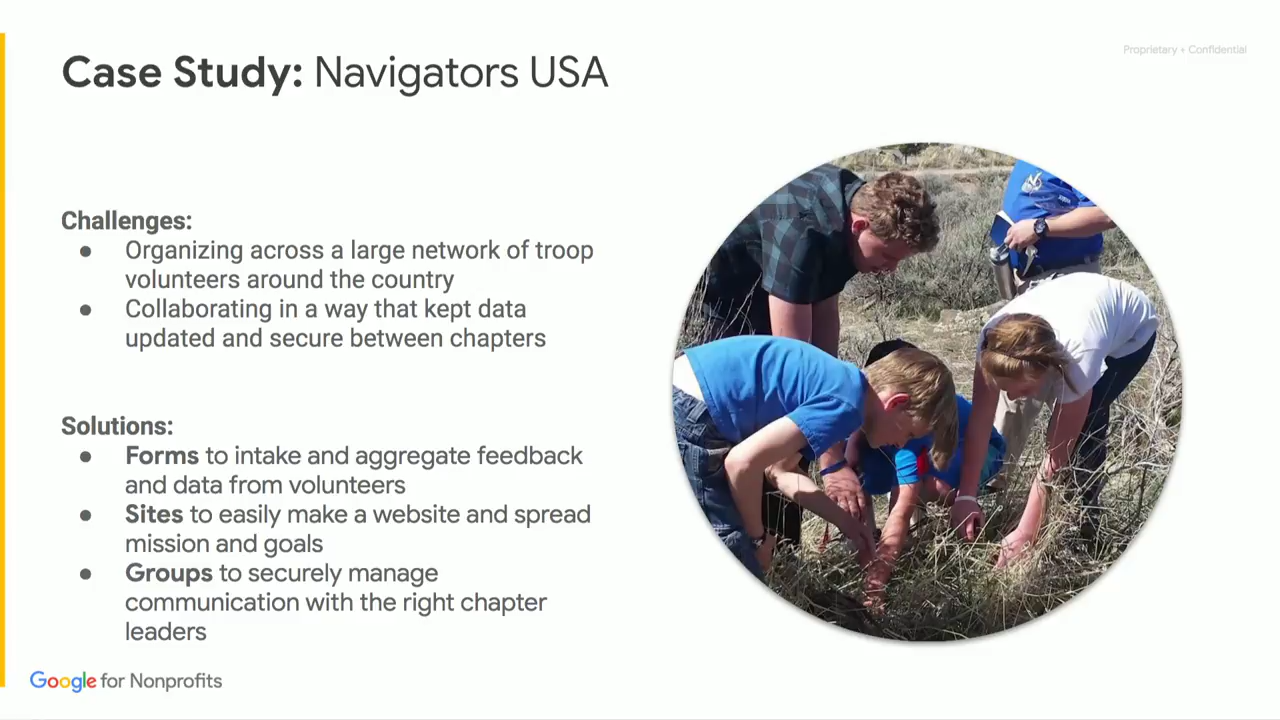 Proprietary + Confidential
Case Study: Navigators USA
Challenges:
● Organizing across a large network of troop
volunteers around the country
● Collaborating in a way that kept data
updated and secure between chapters
Solutions:
● Forms to intake and aggregate feedback
and data from volunteers
● Sites to easily make a website and spread
mission and goals
● Groups to securely manage
communication with the right chapter
leaders
Google for Nonprofits